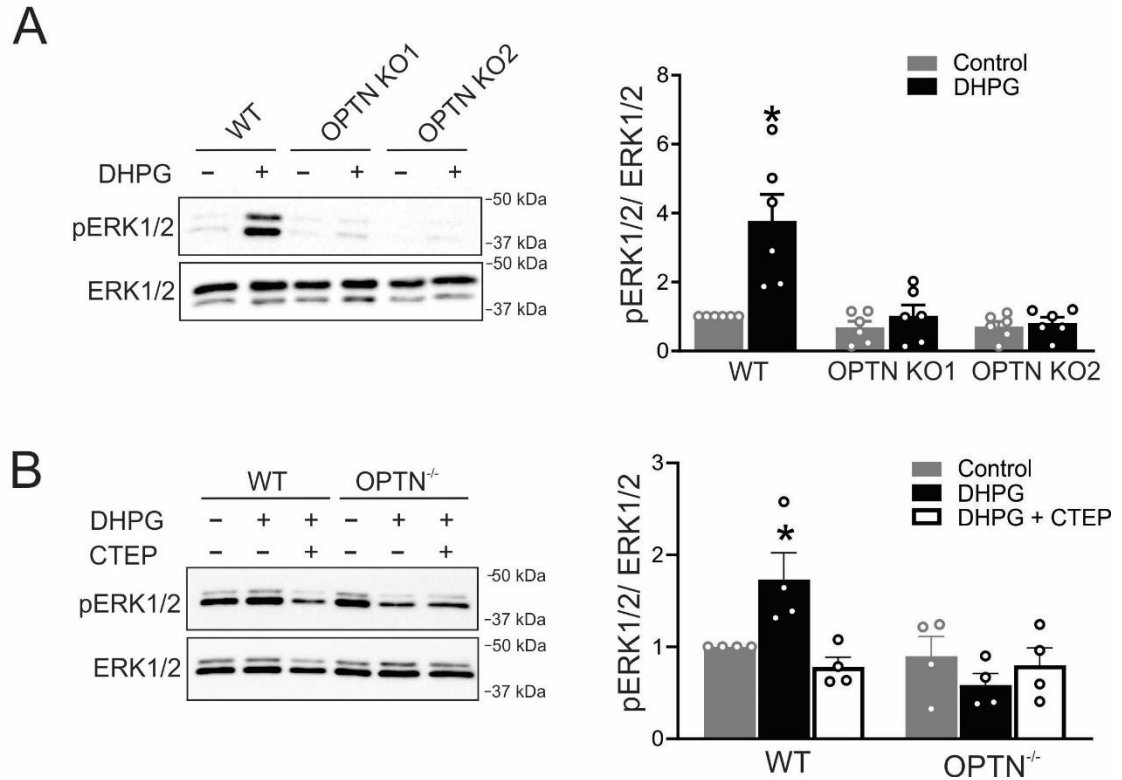 A
WT OPTN KO1 OPTN KO2
DHPG − + − + − +
pERK1/2
-50 kDa
-37 kDa
ERK1/2
-50 kDa
-37 kDa
Control
DHPG
pERK1/2/ ERK1/2
8
6
4
2
0
*
WT OPTN KO1 OPTN KO2
B
WT OPTN-/-
DHPG − + + − + +
CTEP − − + − − +
pERK1/2
-50 kDa
-37 kDa
ERK1/2
-50 kDa
-37 kDa
Control
DHPG
DHPG + CTEP
pERK1/2/ ERK1/2
3
2
1
0
*
WT OPTN-/-